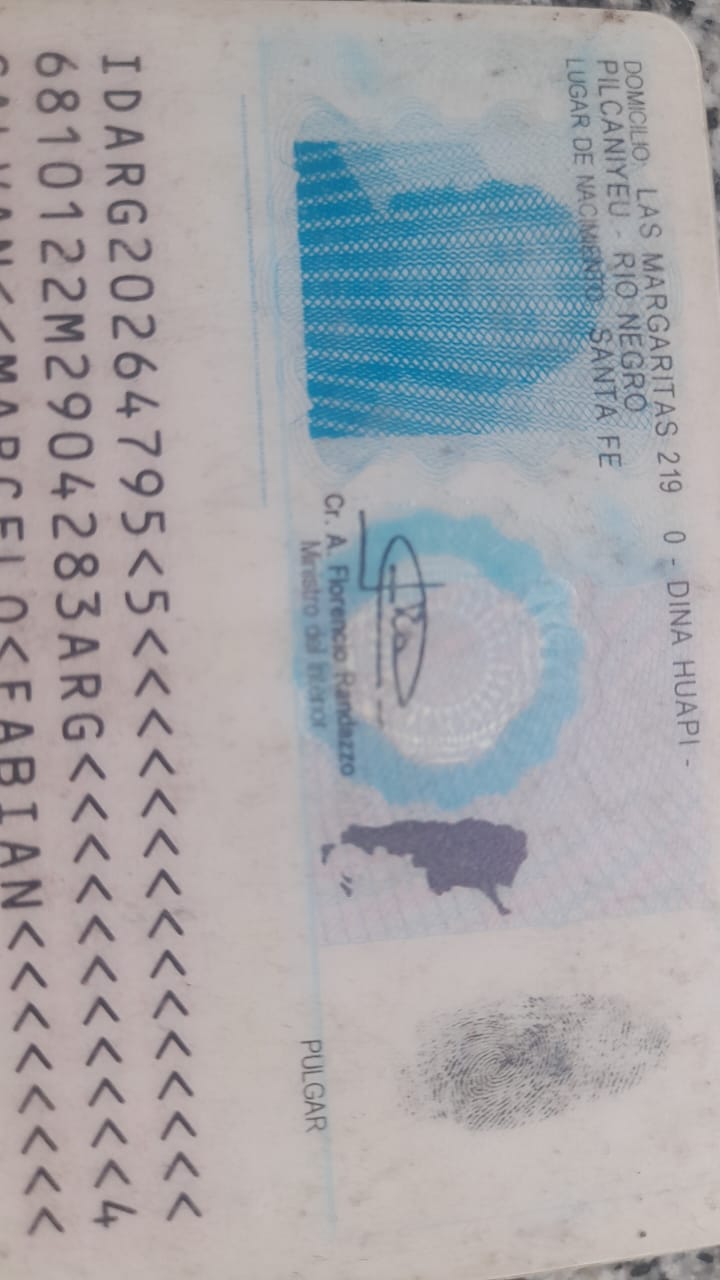 DOMICILIO: LAS MARGARITAS 219 0 - DINA HUAPI -
PILCANIYEU - RIO NEGRO
LUGAR DE NACIMIENTO: SANTA FE
Cr. A. Florencio Randazzo
Ministro del Interior
PULGAR
IDARG20264795<5<<<<<<<<<<<<<<<
6810122M2904283ARG<<<<<<<<<<<4
GALVAN<<MARCELO<FABIAN<<<<<<<<